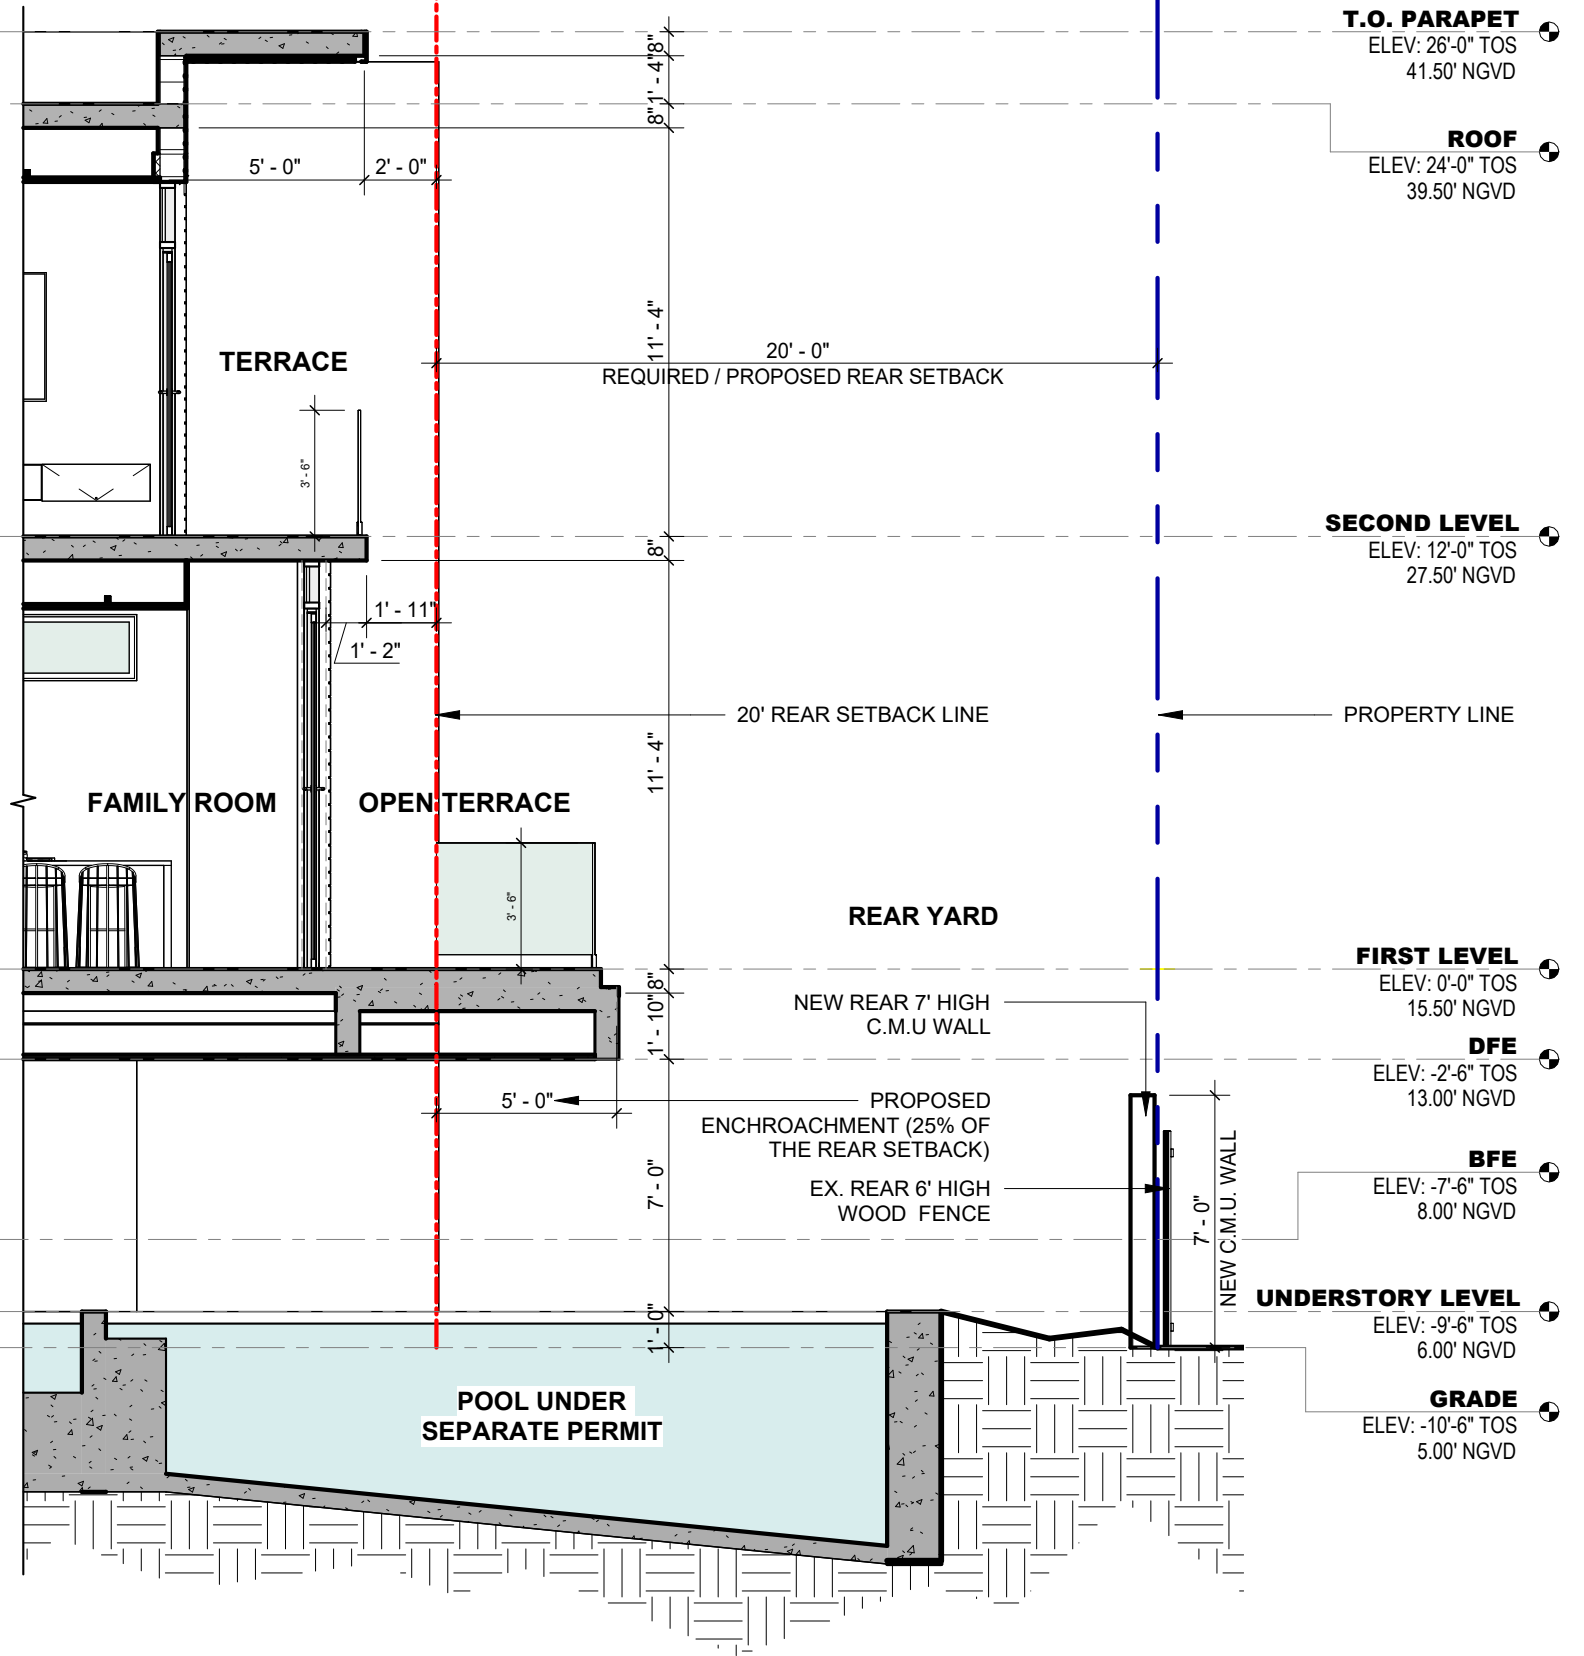 T.O. PARAPET
ELEV: 26'-0" TOS
41.50' NGVD
8"
1' - 4"
8"
ROOF
ELEV: 24'-0" TOS
39.50' NGVD
5' - 0"
2' - 0"
11' - 4"
20' - 0"
REQUIRED / PROPOSED REAR SETBACK
TERRACE
3' - 6"
SECOND LEVEL
ELEV: 12'-0" TOS
27.50' NGVD
8"
1' - 11"
1' - 2"
20' REAR SETBACK LINE
PROPERTY LINE
11' - 4"
FAMILY ROOM
OPEN TERRACE
3' - 6"
REAR YARD
FIRST LEVEL
ELEV: 0'-0" TOS
15.50' NGVD
8"
1' - 10"
NEW REAR 7' HIGH
C.M.U WALL
DFE
ELEV: -2'-6" TOS
13.00' NGVD
5' - 0"
PROPOSED
ENCHROACHMENT (25% OF
THE REAR SETBACK)
EX. REAR 6' HIGH
WOOD FENCE
7' - 0"
7' - 0"
NEW C.M.U. WALL
BFE
ELEV: -7'-6" TOS
8.00' NGVD
UNDERSTORY LEVEL
ELEV: -9'-6" TOS
6.00' NGVD
1' - 0"
POOL UNDER
SEPARATE PERMIT
GRADE
ELEV: -10'-6" TOS
5.00' NGVD